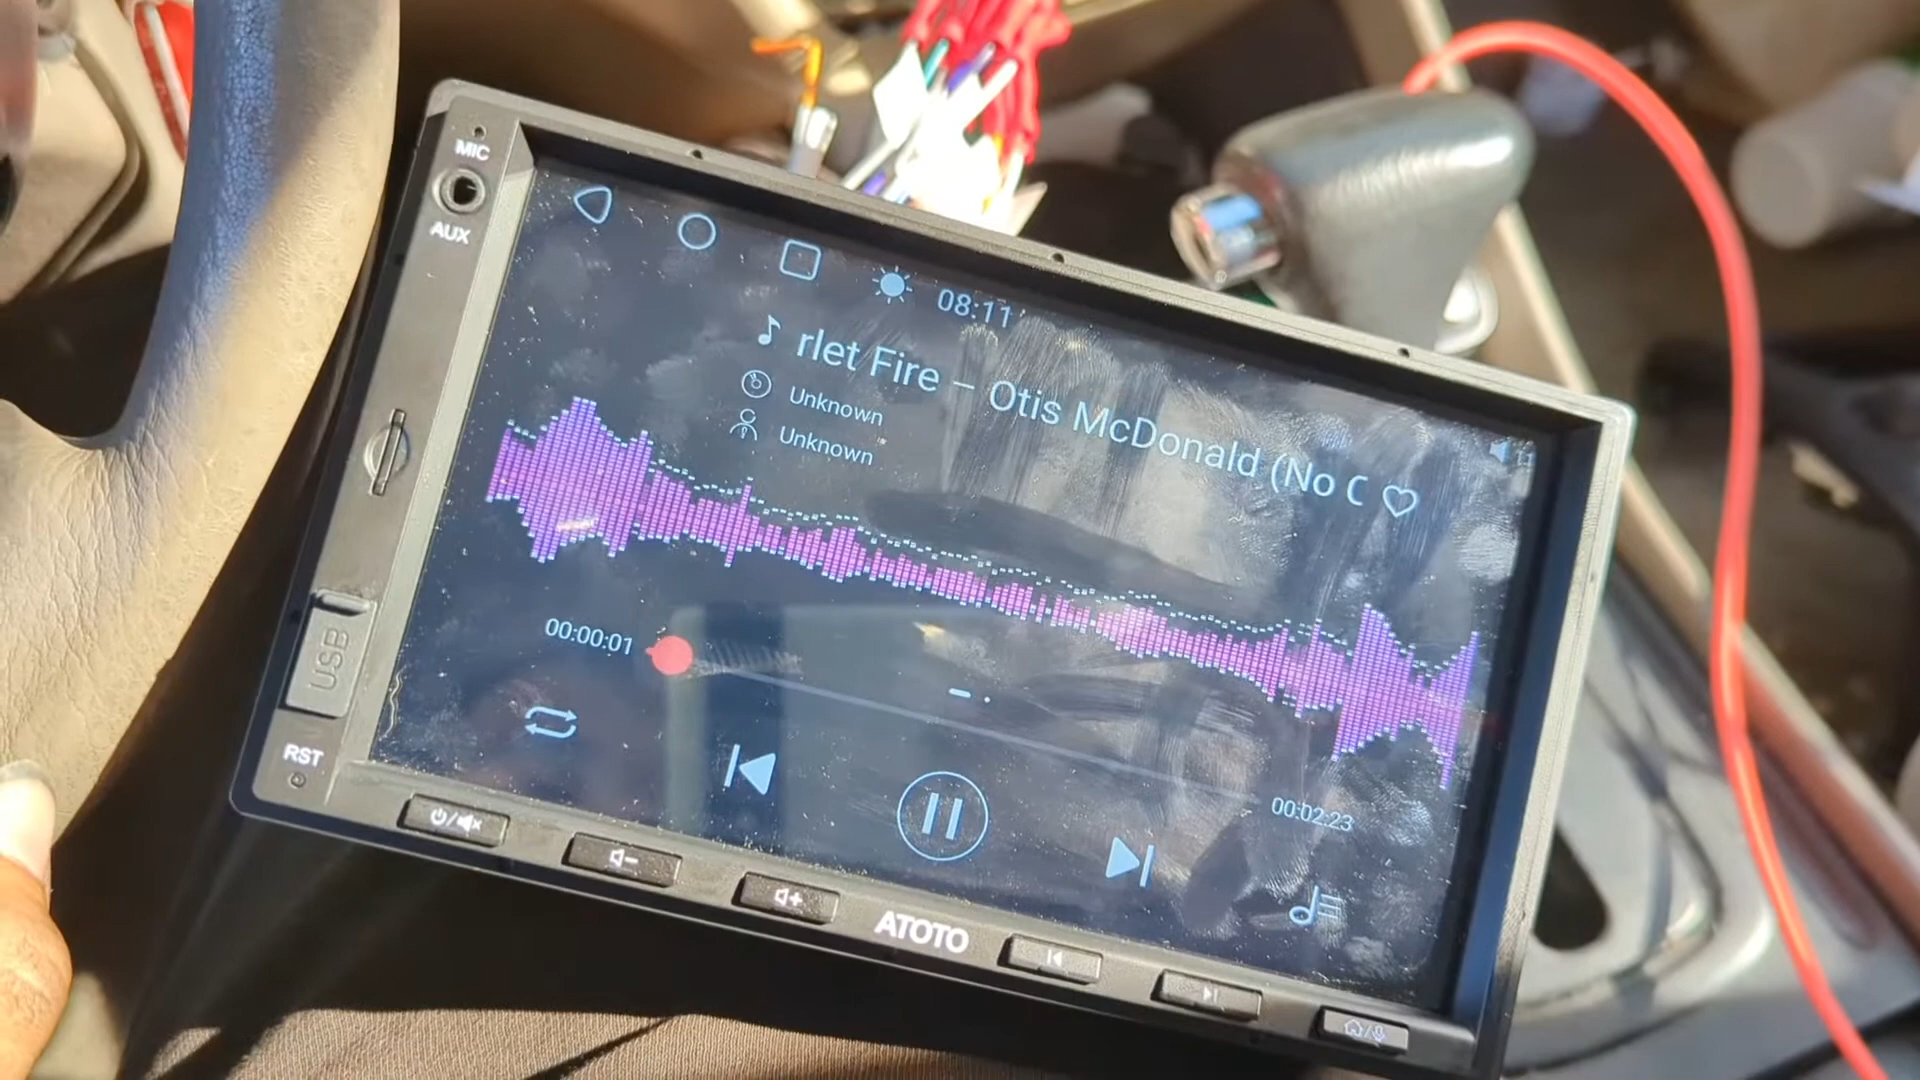 MIC
AUX
08:11
rlet Fire – Otis McDonald (No C
Unknown
Unknown
00:00:01
00:02:23
USB
RST
ATOTO